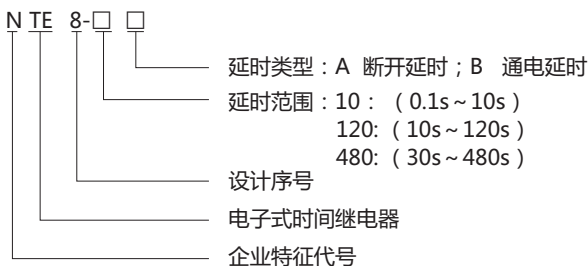 N TE 8-□ □
延时类型：A 断开延时；B 通电延时
延时范围：10：（0.1s～10s）
120:（10s～120s）
480:（30s～480s）
设计序号
电子式时间继电器
企业特征代号